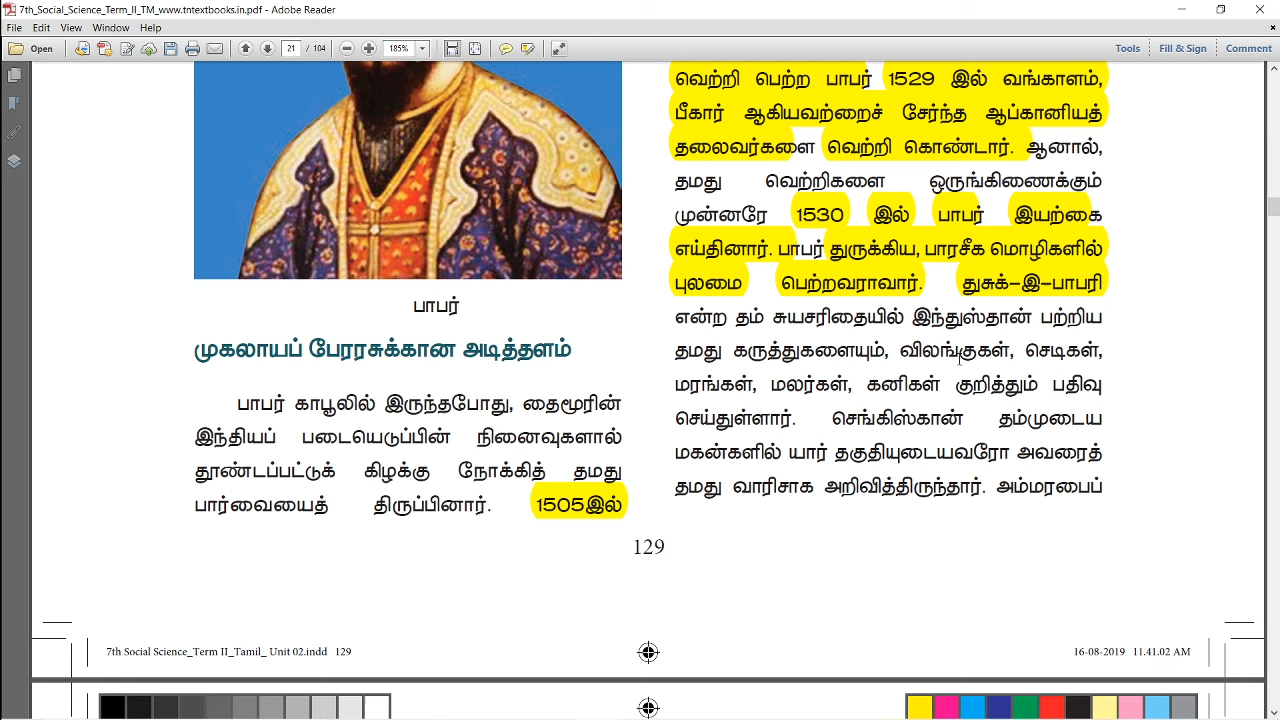 7th_Social_Science_Term_II_TM_www.tntextbooks.in.pdf - Adobe Reader
File Edit View Window Help
Open 21 / 104 185% Tools Fill & Sign Comment
பாபர்
முகலாயப் பேரரசுக்கான அடித்தளம்
பாபர் காபூலில் இருந்தபோது, தைமூரின்
இந்தியப் படையெடுப்பின் நினைவுகளால்
தூண்டப்பட்டுக் கிழக்கு நோக்கித் தமது
பார்வையைத் திருப்பினார். 1505இல்
வெற்றி பெற்ற பாபர் 1529 இல் வங்காளம்,
பீகார் ஆகியவற்றைச் சேர்ந்த ஆப்கானியத்
தலைவர்களை வெற்றி கொண்டார். ஆனால்,
தமது வெற்றிகளை ஒருங்கிணைக்கும்
முன்னரே 1530 இல் பாபர் இயற்கை
எய்தினார். பாபர் துருக்கிய, பாரசீக மொழிகளில்
புலமை பெற்றவராவார். துசுக்-இ-பாபரி
என்ற தம் சுயசரிதையில் இந்துஸ்தான் பற்றிய
தமது கருத்துகளையும், விலங்குகள், செடிகள்,
மரங்கள், மலர்கள், கனிகள் குறித்தும் பதிவு
செய்துள்ளார். செங்கிஸ்கான் தம்முடைய
மகன்களில் யார் தகுதியுடையவரோ அவரைத்
தமது வாரிசாக அறிவித்திருந்தார். அம்மரபைப்
129
7th Social Science_Term II_Tamil_ Unit 02.indd 129
16-08-2019 11.41.02 AM